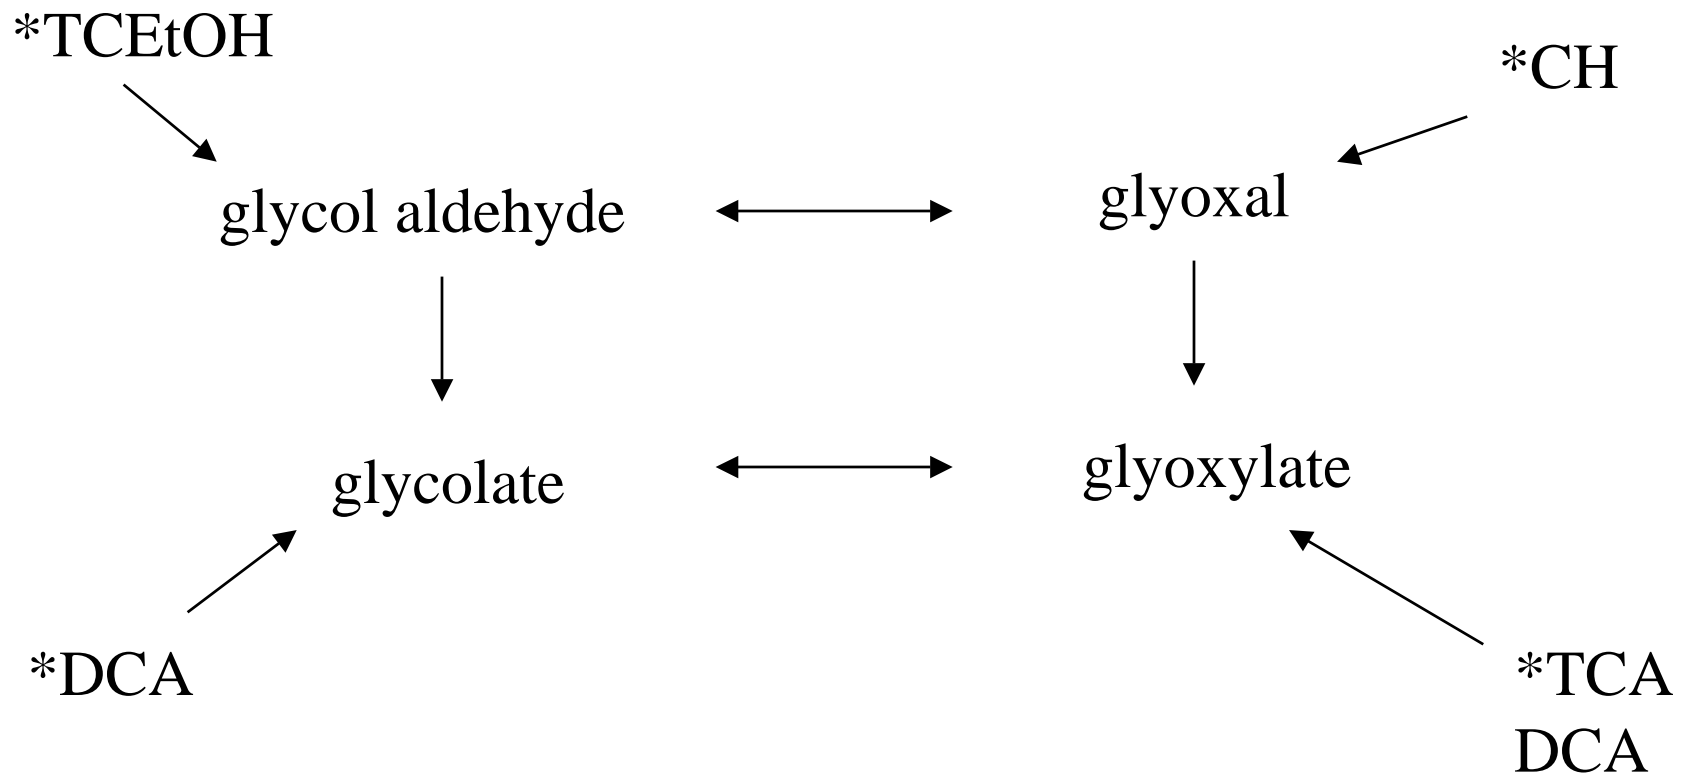 *TCEtOH
*CH
glycol aldehyde
glyoxal
glycolate
glyoxylate
*DCA
*TCA
DCA